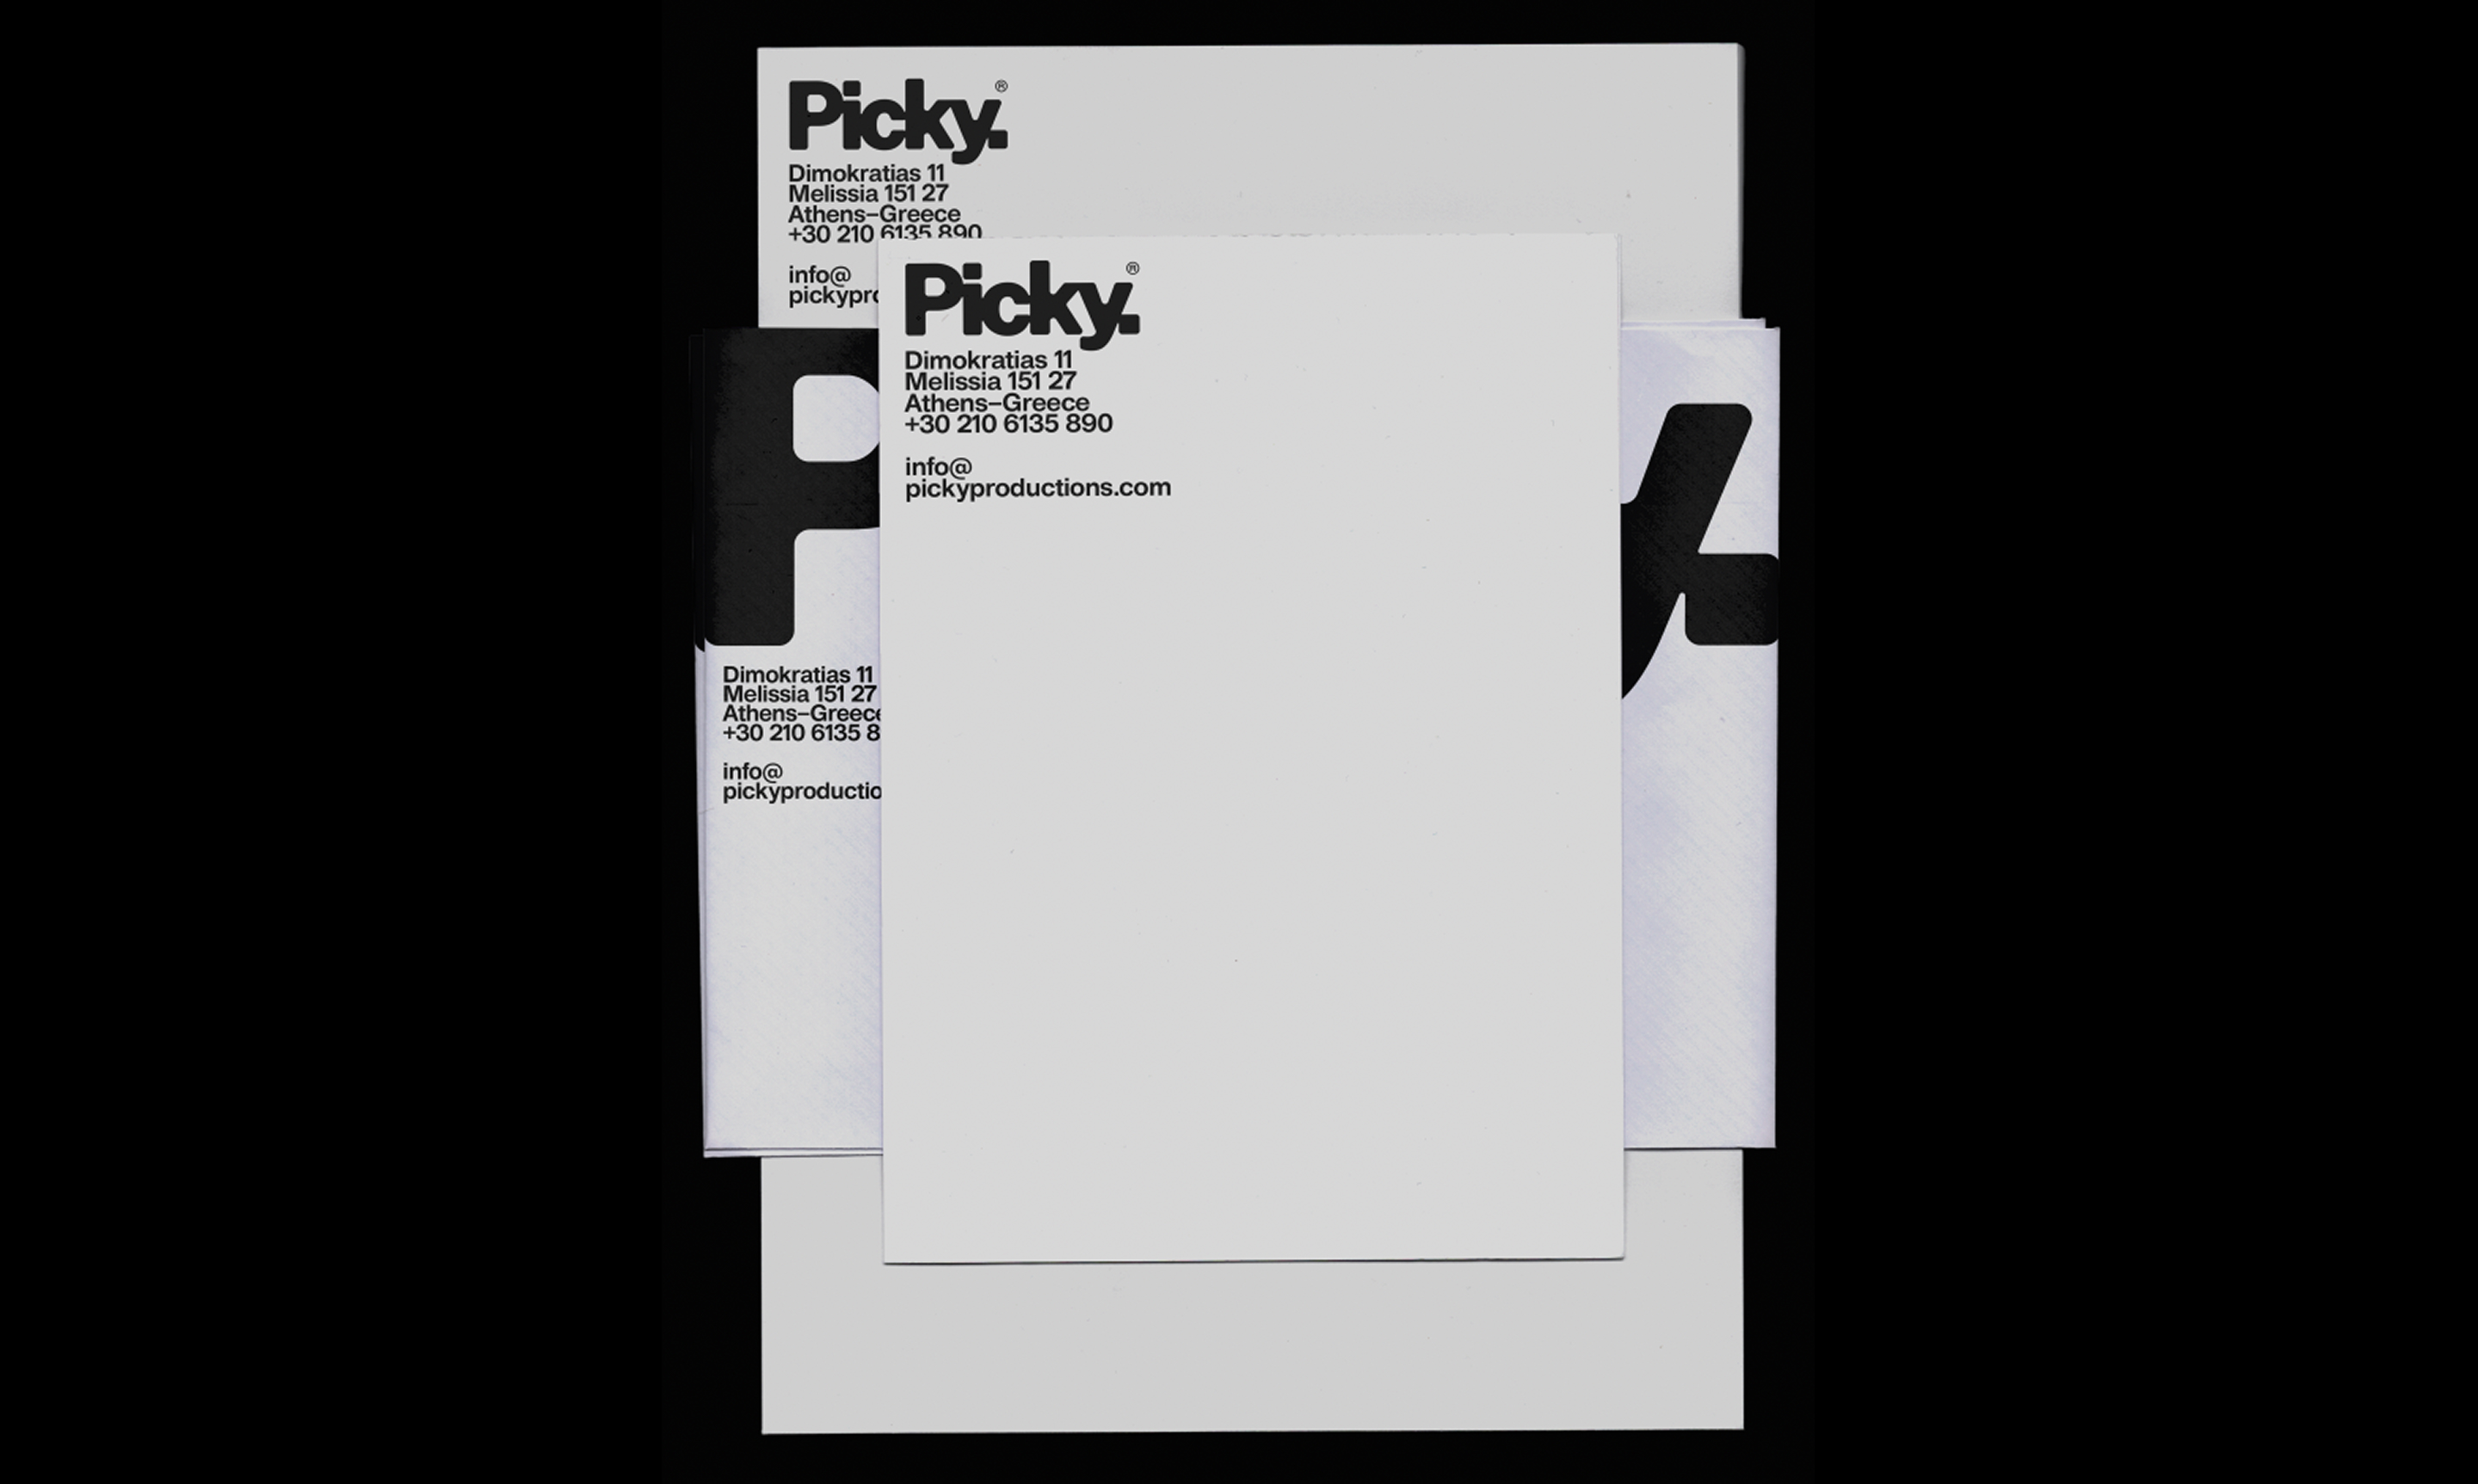 Picky.®
Dimokratias 11
Melissia 151 27
Athens–Greece
+30 210 6135 890
info@
Picky.®
Dimokratias 11
Melissia 151 27
Athens–Greece
+30 210 6135 890
info@
pickyproductions.com
Dimokratias 11
Melissia 151 27
Athens–Greece
+30 210 6135 8
info@